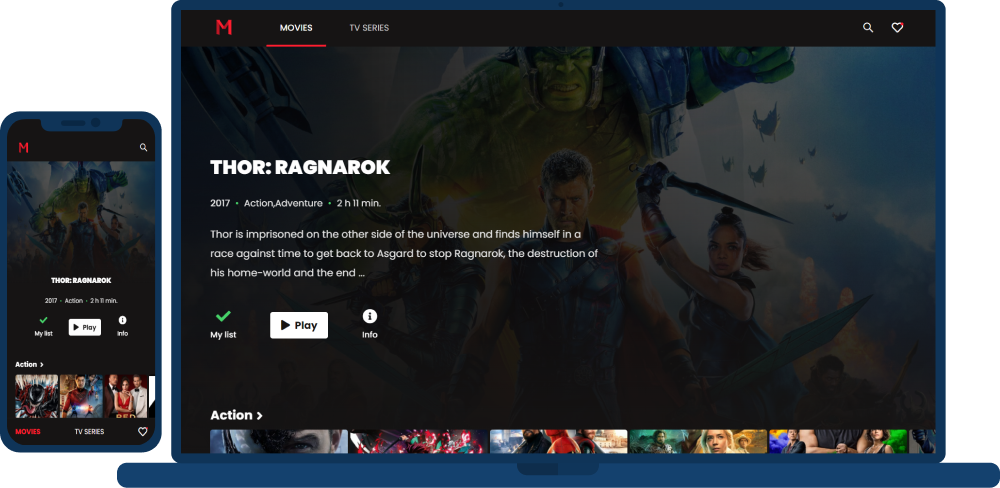 M
MOVIES
TV SERIES
THOR: RAGNAROK
2017 • Action,Adventure • 2 h 11 min.
Thor is imprisoned on the other side of the universe and finds himself in a
race against time to get back to Asgard to stop Ragnarok, the destruction of
his home-world and the end ...
My list
Play
Info
Action
M
THOR: RAGNAROK
2017 • Action • 2 h 11 min.
My list
Play
Info
Action
RED
MOVIES
TV SERIES